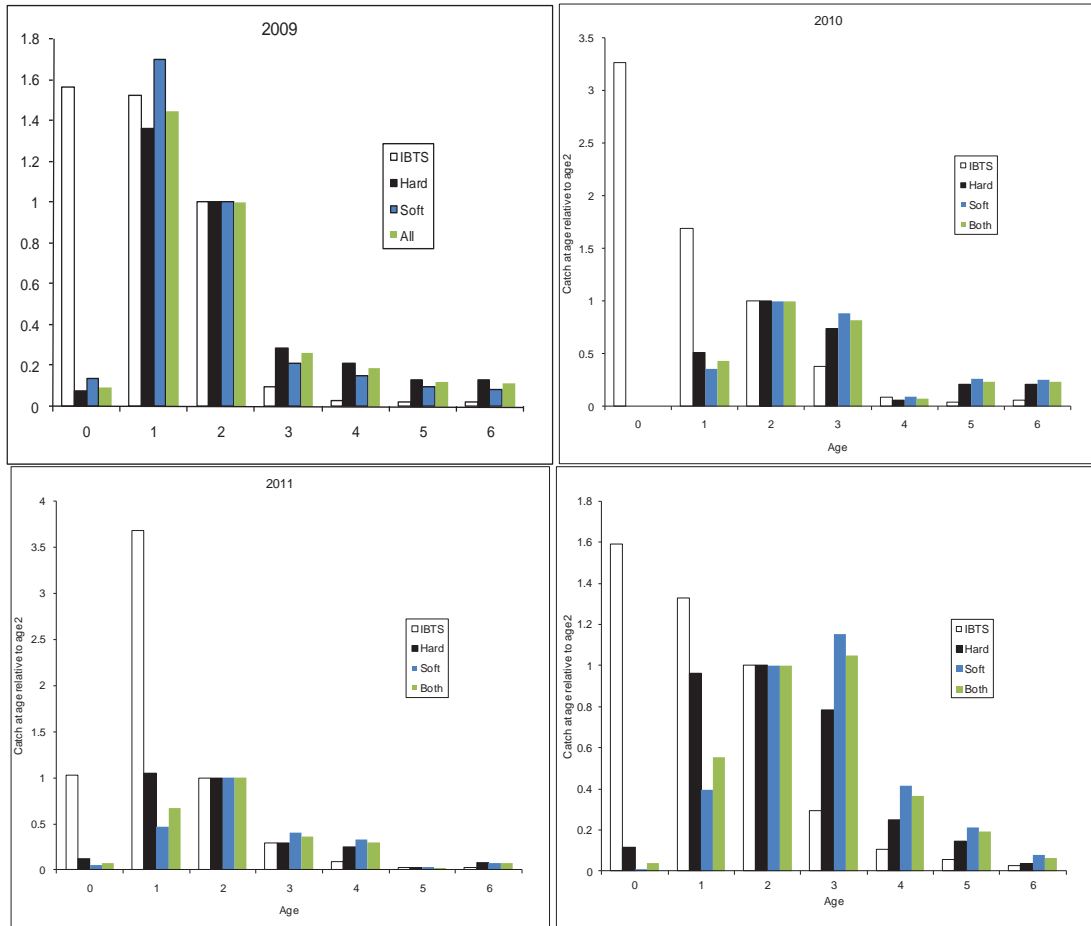 2009
1.8
1.6
1.4
1.2
1
0.8
0.6
0.4
0.2
0
IBTS
Hard
Soft
All
0 1 2 3 4 5 6
2010
Catch at age relative to age2
3.5
3
2.5
2
1.5
1
0.5
0
IBTS
Hard
Soft
Both
0 1 2 3 4 5 6
Age
2011
Catch at age relative to age2
4
3.5
3
2.5
2
1.5
1
0.5
0
IBTS
Hard
Soft
Both
0 1 2 3 4 5 6
Age
Catch at age relative to age2
1.8
1.6
1.4
1.2
1
0.8
0.6
0.4
0.2
0
IBTS
Hard
Soft
Both
0 1 2 3 4 5 6
Age